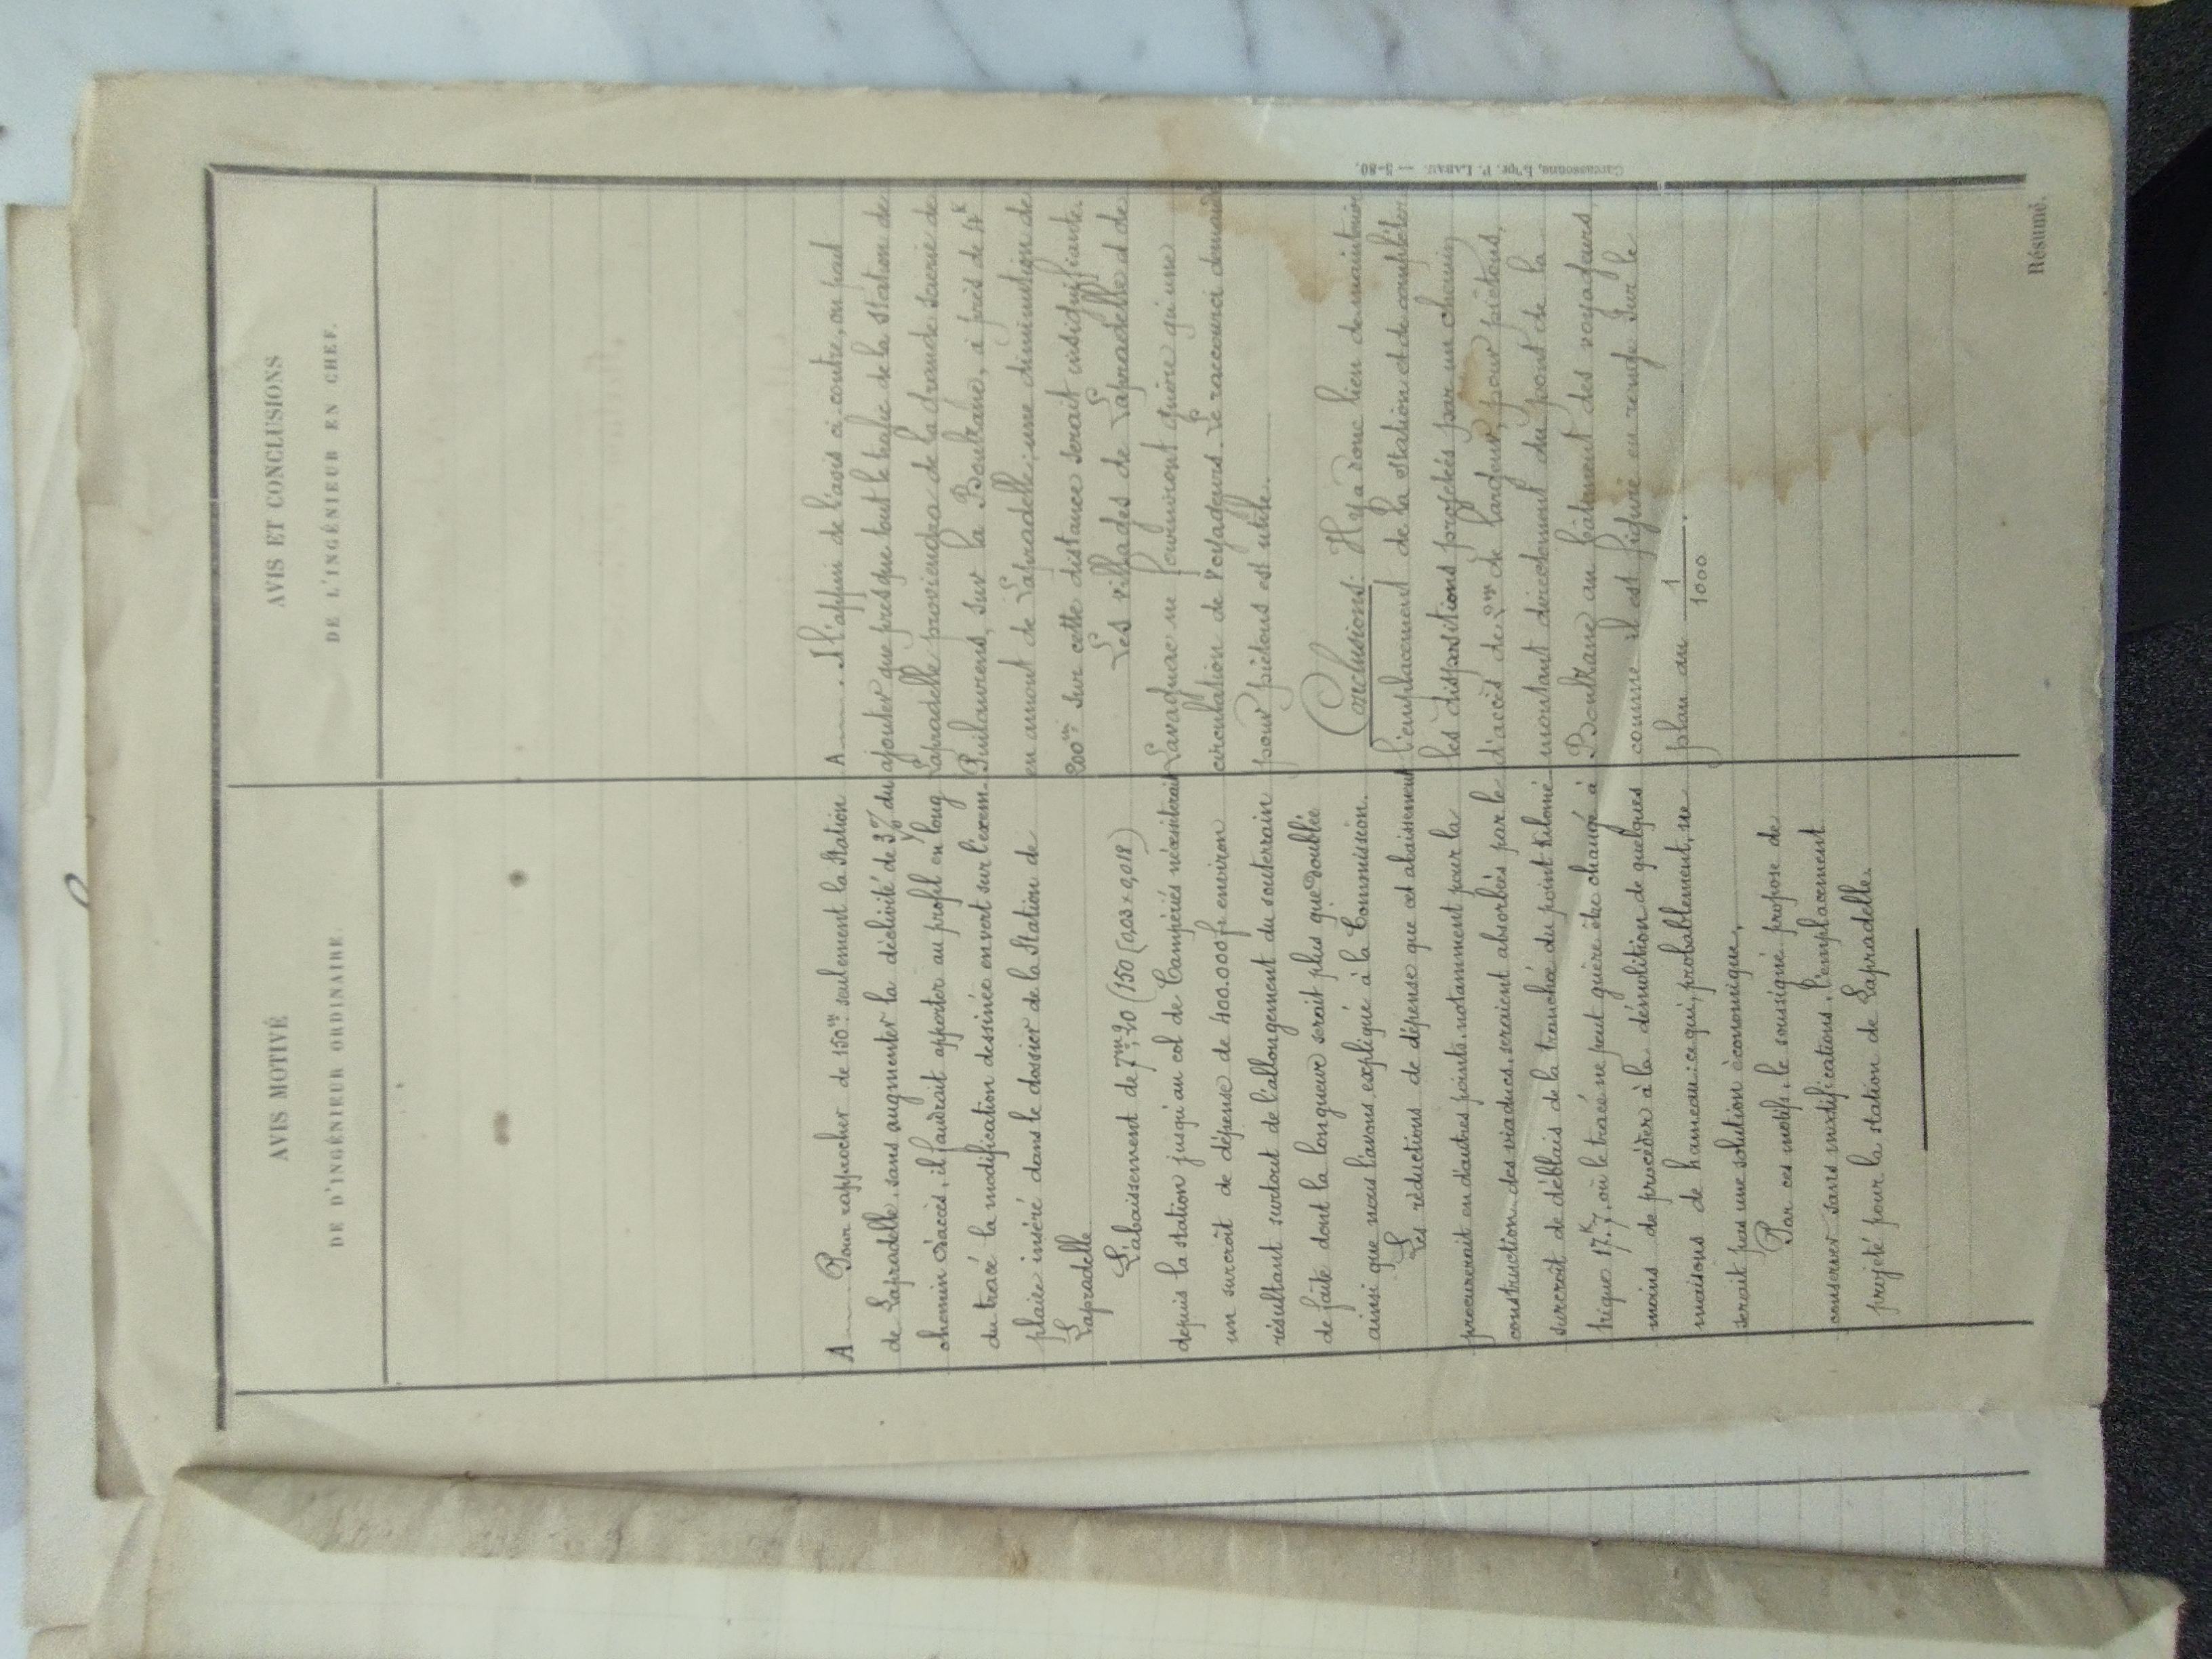 AVIS MOTIVÉ
DE D'INGÉNIEUR ORDINAIRE.
A Pour rapprocher de 150m seulement la Station
de Lapradelle, sans augmenter la déclivité de 3% du
chemin d'accès, il faudrait apporter au profil en long
du tracé la modification dessinée en vert sur l'exem-
plaire inséré dans le dossier de la Station de
Lapradelle
L'abaissement de 7m,20 (150 (0,03 + 0,018)
depuis la station jusqu'au col de Campériés nécessiterait
un surcroît de dépense de 400.000 fr environ
résultant surtout de l'allongement du souterrain
de faîte dont la longueur serait plus que doublée
ainsi que nous l'avons expliqué à la Commission.
Les réductions de dépense que cet abaissement
procurerait en d'autres points, notamment pour la
construction des viaducs, seraient absorbées par le
surcroît de déblais de la tranchée du point Kilomé-
trique 17K,7, où le tracé ne peut guère être changé à
moins de procéder à la démolition de quelques
maisons de hameau: ce qui, probablement, ne
serait pas une solution économique.
Par ces motifs, le soussigné propose de
conserver sans modifications, l'emplacement
projeté pour la station de Lapradelle.
AVIS ET CONCLUSIONS
DE L'INGÉNIEUR EN CHEF.
A . A l'appui de l'avis ci-contre, on peut
ajouter que presque tout le trafic de la station de
Lapradelle proviendra de la grande scierie de
Puilaurens, sur la Boulzane, à près de 4K
en amont de Lapradelle; une diminution de
200m sur cette distance serait insignifiante.
Les villages de Lapradelle et de
Lavagnac ne fourniront guère qu'une
circulation de voyageurs. Le raccourci demandé
pour piétons est utile.
Conclusions: Il y a donc lieu de maintenir
l'emplacement de la station et de compléter
les dispositions projetées par un chemin
d'accès de 2m de largeur, pour piétons,
montant directement du pont de la
Boulzane au bâtiment des voyageurs
comme il est figuré en rouge sur le
plan au 1/1000.
Carcassonne, Impr. P. LABAU. — 5-80.
Résumé.